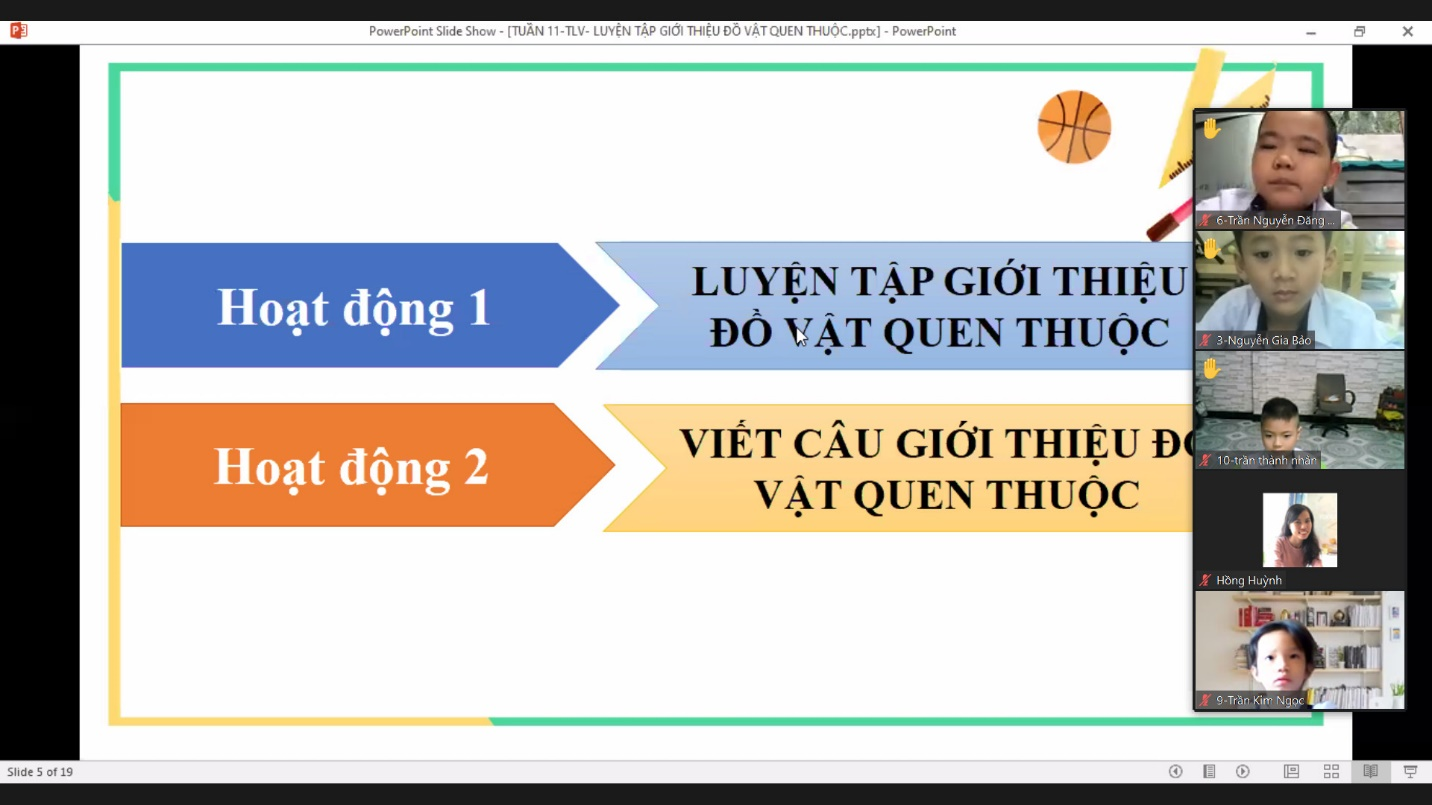 PowerPoint Slide Show - [TUẦN 11-TLV- LUYỆN TẬP GIỚI THIỆU ĐỒ VẬT QUEN THUỘC.pptx] - PowerPoint
Hoạt động 1
LUYỆN TẬP GIỚI THIỆU
ĐỒ VẬT QUEN THUỘC
Hoạt động 2
VIẾT CÂU GIỚI THIỆU ĐỒ
VẬT QUEN THUỘC
6-Trần Nguyễn Đăng ...
3-Nguyễn Gia Bảo
10-trần thành nhân
Hồng Huỳnh
9-Trần Kim Ngọc
Slide 5 of 19